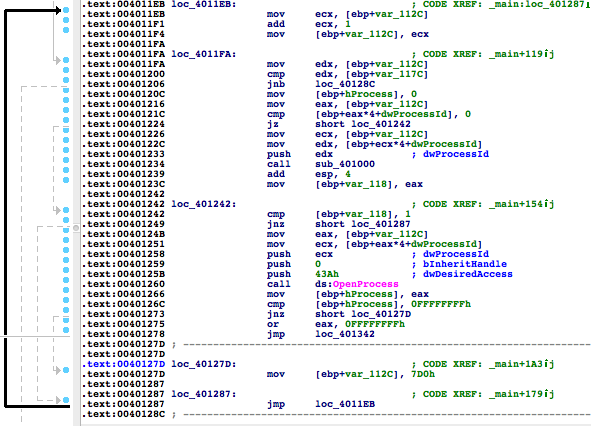 .text:004011EB loc_4011EB: ; CODE XREF: _main:loc_401287j
.text:004011EB mov ecx, [ebp+var_112C]
.text:004011F1 add ecx, 1
.text:004011F4 mov [ebp+var_112C], ecx
.text:004011FA
.text:004011FA loc_4011FA: ; CODE XREF: _main+119ij
.text:004011FA mov edx, [ebp+var_112C]
.text:00401200 cmp edx, [ebp+var_117C]
.text:00401206 jnb loc_40128C
.text:0040120C mov [ebp+hProcess], 0
.text:00401216 mov eax, [ebp+var_112C]
.text:0040121C cmp [ebp+eax*4+dwProcessId], 0
.text:00401224 jz short loc_401242
.text:00401226 mov ecx, [ebp+var_112C]
.text:0040122C mov edx, [ebp+ecx*4+dwProcessId]
.text:00401233 push edx ; dwProcessId
.text:00401234 call sub_401000
.text:00401239 add esp, 4
.text:0040123C mov [ebp+var_118], eax
.text:00401242
.text:00401242 loc_401242: ; CODE XREF: _main+154ij
.text:00401242 cmp [ebp+var_118], 1
.text:00401249 jnz short loc_401287
.text:0040124B mov eax, [ebp+var_112C]
.text:00401251 mov ecx, [ebp+eax*4+dwProcessId]
.text:00401258 push ecx ; dwProcessId
.text:00401259 push 0 ; bInheritHandle
.text:0040125B push 43Ah ; dwDesiredAccess
.text:00401260 call ds:OpenProcess
.text:00401266 mov [ebp+hProcess], eax
.text:0040126C cmp [ebp+hProcess], 0FFFFFFFFh
.text:00401273 jnz short loc_40127D
.text:00401275 or eax, 0FFFFFFFFh
.text:00401278 jmp loc_401342
.text:0040127D ; ---------------------------------------------------------------
.text:0040127D
.text:0040127D loc_40127D: ; CODE XREF: _main+1A3ij
.text:0040127D mov [ebp+var_112C], 7D0h
.text:00401287
.text:00401287 loc_401287: ; CODE XREF: _main+179ij
.text:00401287 jmp loc_4011EB
.text:0040128C ; ---------------------------------------------------------------